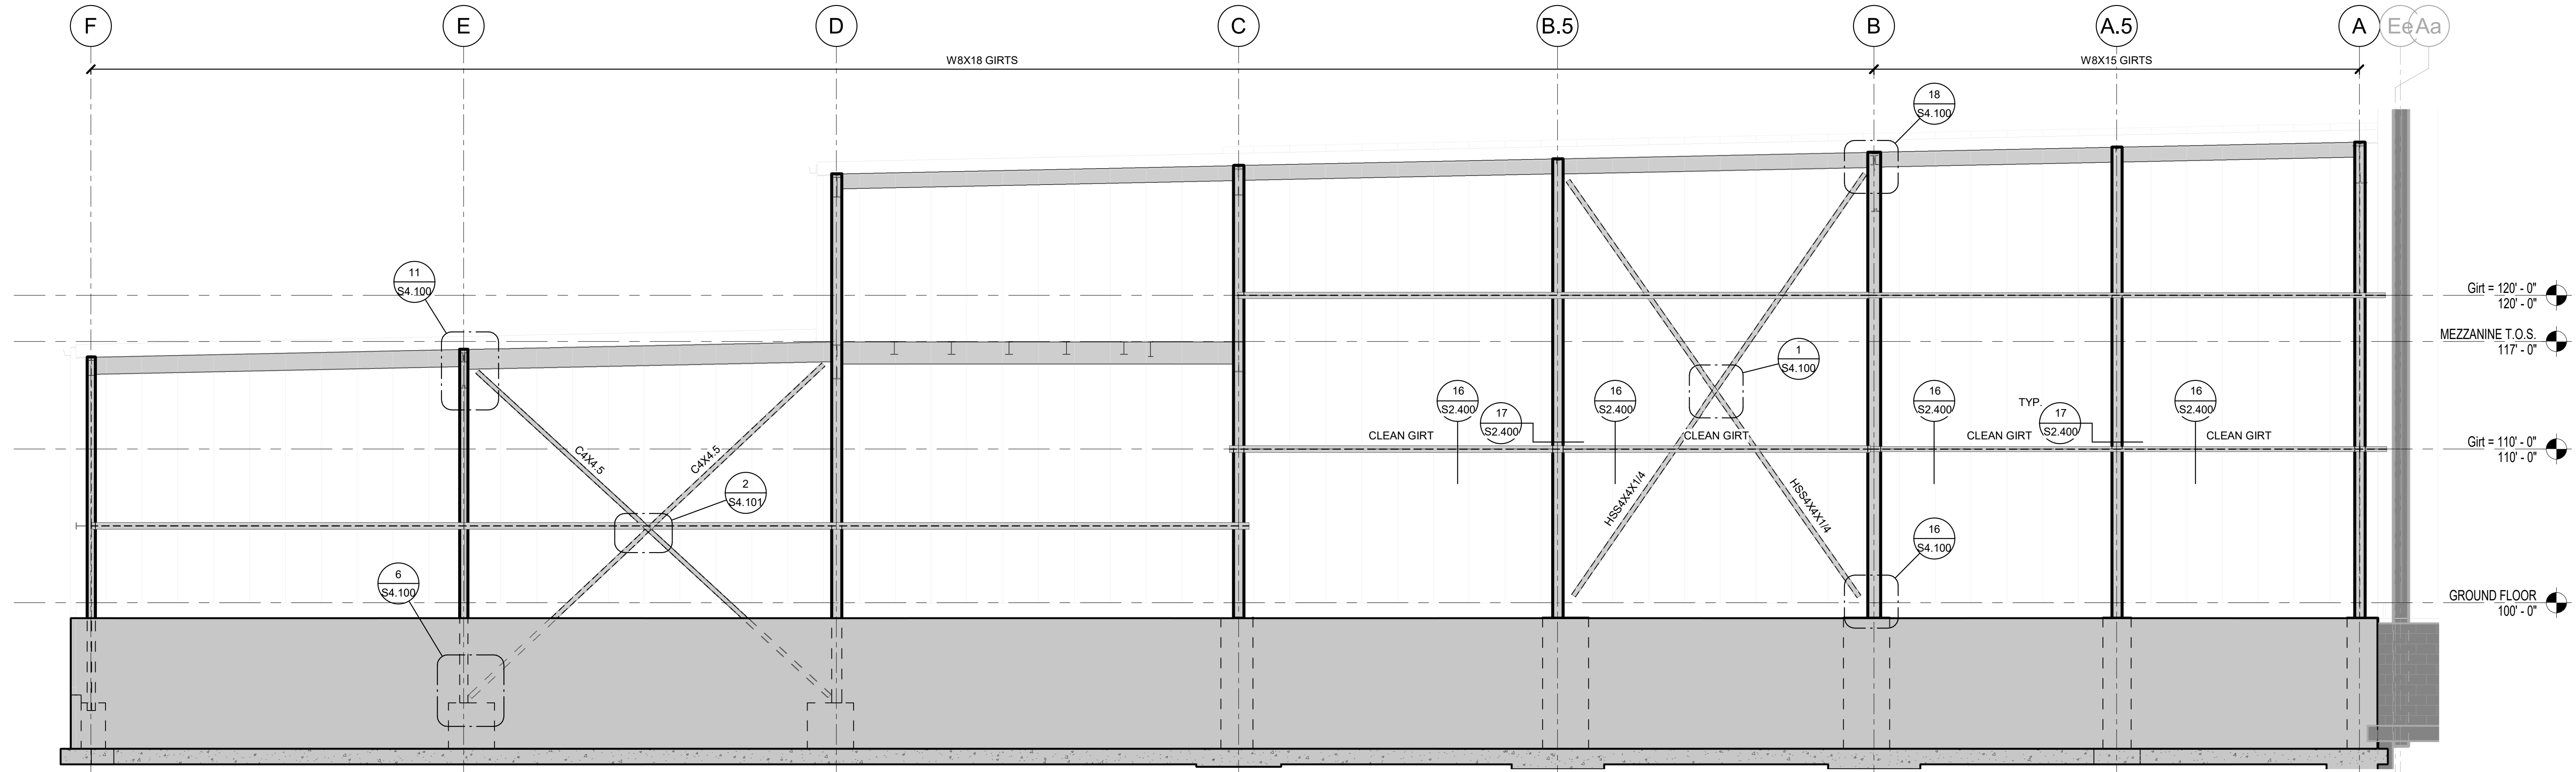 F
E
D
C
B.5
B
A.5
A
Ee
Aa
W8X18 GIRTS
W8X15 GIRTS
18
S4.100
11
S4.100
Girt = 120' - 0"
120' - 0"
MEZZANINE T.O.S.
117' - 0"
1
S4.100
16
S2.400
17
S2.400
16
S2.400
16
S2.400
TYP.
17
S2.400
16
S2.400
CLEAN GIRT
CLEAN GIRT
CLEAN GIRT
CLEAN GIRT
Girt = 110' - 0"
110' - 0"
C4X4.5
C4X4.5
2
S4.101
HSS4X4X1/4
HSS4X4X1/4
16
S4.100
6
S4.100
GROUND FLOOR
100' - 0"